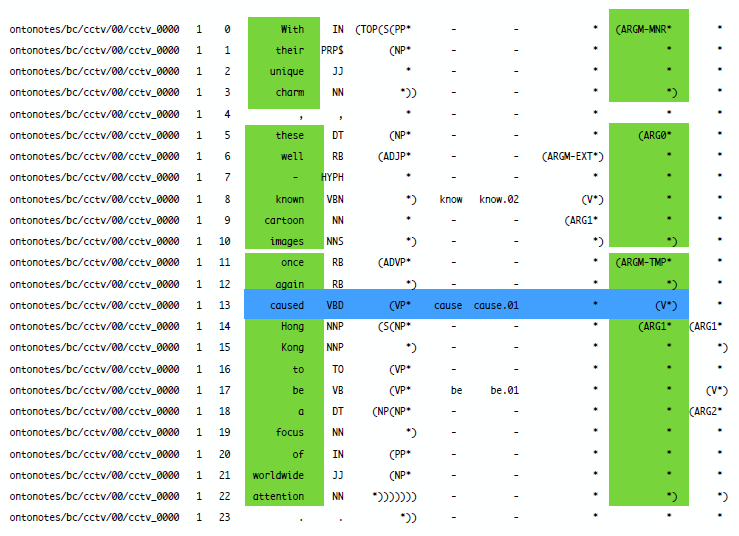 ontonotes/bc/cctv/00/cctv_0000 1 0 With IN (TOP(S(PP* - - * (ARGM-MNR* *
ontonotes/bc/cctv/00/cctv_0000 1 1 their PRP$ (NP* - - * * *
ontonotes/bc/cctv/00/cctv_0000 1 2 unique JJ * - - * * *
ontonotes/bc/cctv/00/cctv_0000 1 3 charm NN *)) - - * *) *
ontonotes/bc/cctv/00/cctv_0000 1 4 , , * - - * * *
ontonotes/bc/cctv/00/cctv_0000 1 5 these DT (NP* - - * (ARG0* *
ontonotes/bc/cctv/00/cctv_0000 1 6 well RB (ADJP* - - (ARGM-EXT*) * *
ontonotes/bc/cctv/00/cctv_0000 1 7 - HYPH * - - * * *
ontonotes/bc/cctv/00/cctv_0000 1 8 known VBN *) know know.02 (V*) * *
ontonotes/bc/cctv/00/cctv_0000 1 9 cartoon NN * - - (ARG1* * *
ontonotes/bc/cctv/00/cctv_0000 1 10 images NNS *) - - *) *) *
ontonotes/bc/cctv/00/cctv_0000 1 11 once RB (ADVP* - - * (ARGM-TMP* *
ontonotes/bc/cctv/00/cctv_0000 1 12 again RB *) - - * *) *
ontonotes/bc/cctv/00/cctv_0000 1 13 caused VBD (VP* cause cause.01 * (V*) *
ontonotes/bc/cctv/00/cctv_0000 1 14 Hong NNP (S(NP* - - * (ARG1* (ARG1*
ontonotes/bc/cctv/00/cctv_0000 1 15 Kong NNP *) - - * * *)
ontonotes/bc/cctv/00/cctv_0000 1 16 to TO (VP* - - * * *
ontonotes/bc/cctv/00/cctv_0000 1 17 be VB (VP* be be.01 * * (V*)
ontonotes/bc/cctv/00/cctv_0000 1 18 a DT (NP(NP* - - * * (ARG2*
ontonotes/bc/cctv/00/cctv_0000 1 19 focus NN *) - - * * *
ontonotes/bc/cctv/00/cctv_0000 1 20 of IN (PP* - - * * *
ontonotes/bc/cctv/00/cctv_0000 1 21 worldwide JJ (NP* - - * * *
ontonotes/bc/cctv/00/cctv_0000 1 22 attention NN *))))))) - - * *) *)
ontonotes/bc/cctv/00/cctv_0000 1 23 . . *)) - - * * *